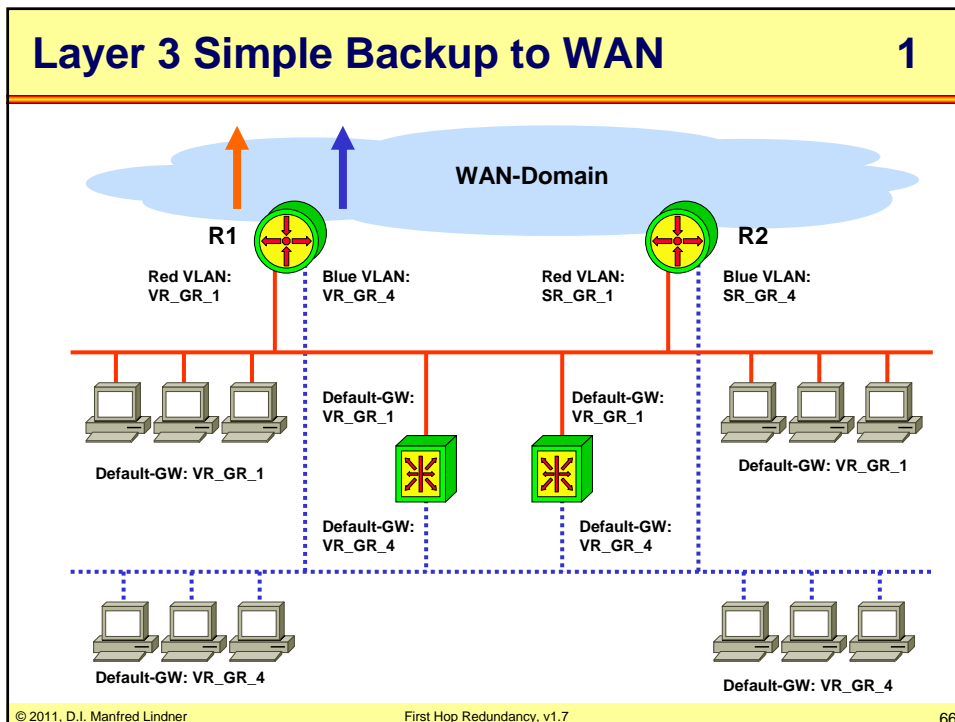 Layer 3 Simple Backup to WAN 1
WAN-Domain
R1
R2
Red VLAN:
VR_GR_1
Blue VLAN:
VR_GR_4
Red VLAN:
SR_GR_1
Blue VLAN:
SR_GR_4
Default-GW:
VR_GR_1
Default-GW:
VR_GR_1
Default-GW: VR_GR_1
Default-GW: VR_GR_1
Default-GW:
VR_GR_4
Default-GW:
VR_GR_4
Default-GW: VR_GR_4
Default-GW: VR_GR_4
© 2011, D.I. Manfred Lindner First Hop Redundancy, v1.7 66